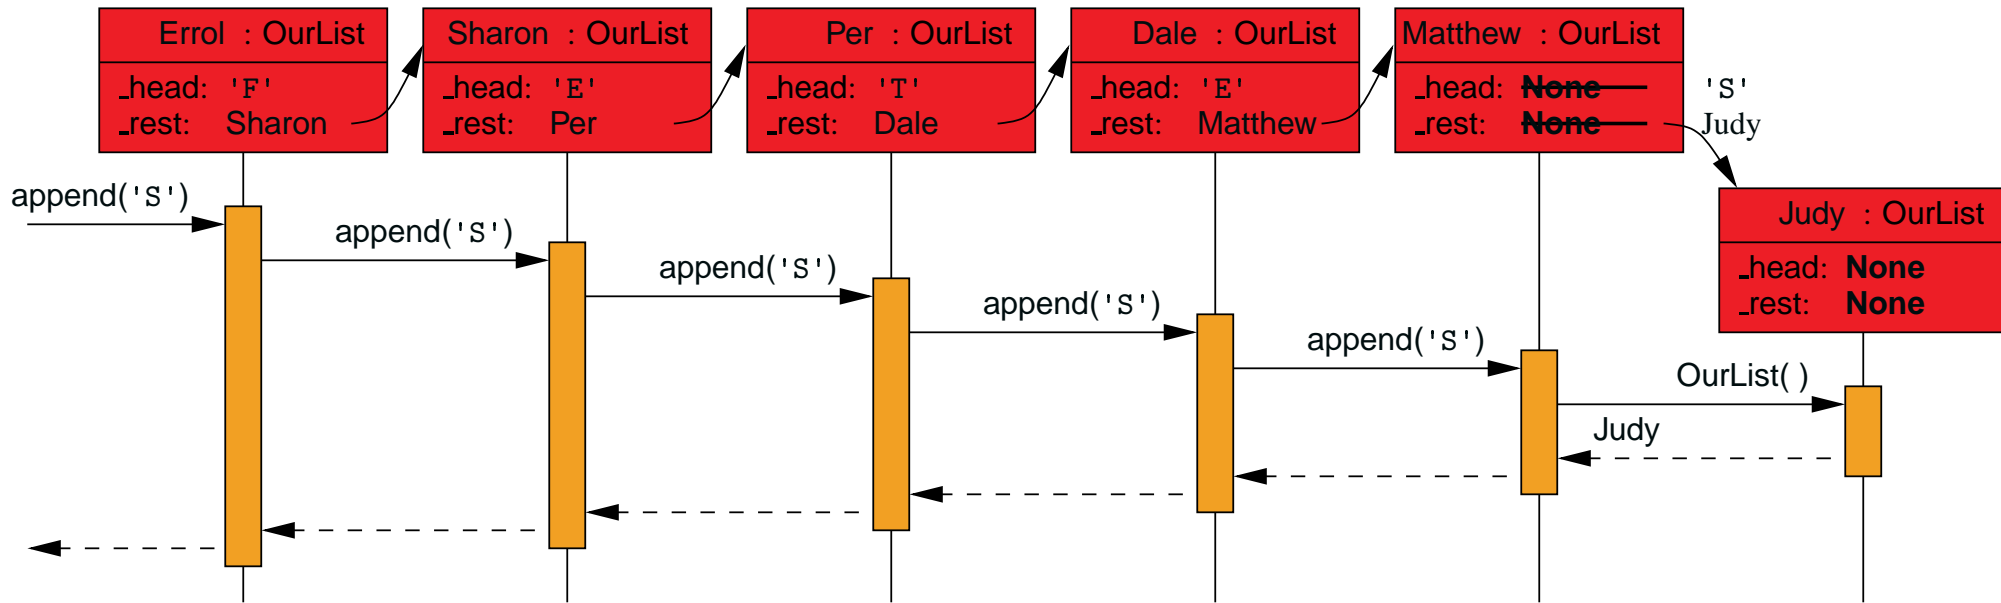 Errol : OurList
_head: 'F'
_rest: Sharon
Sharon : OurList
_head: 'E'
_rest: Per
Per : OurList
_head: 'T'
_rest: Dale
Dale : OurList
_head: 'E'
_rest: Matthew
Matthew : OurList
_head: None 'S'
_rest: None Judy
Judy : OurList
_head: None
_rest: None
append('S')
append('S')
append('S')
append('S')
append('S')
OurList( )
Judy